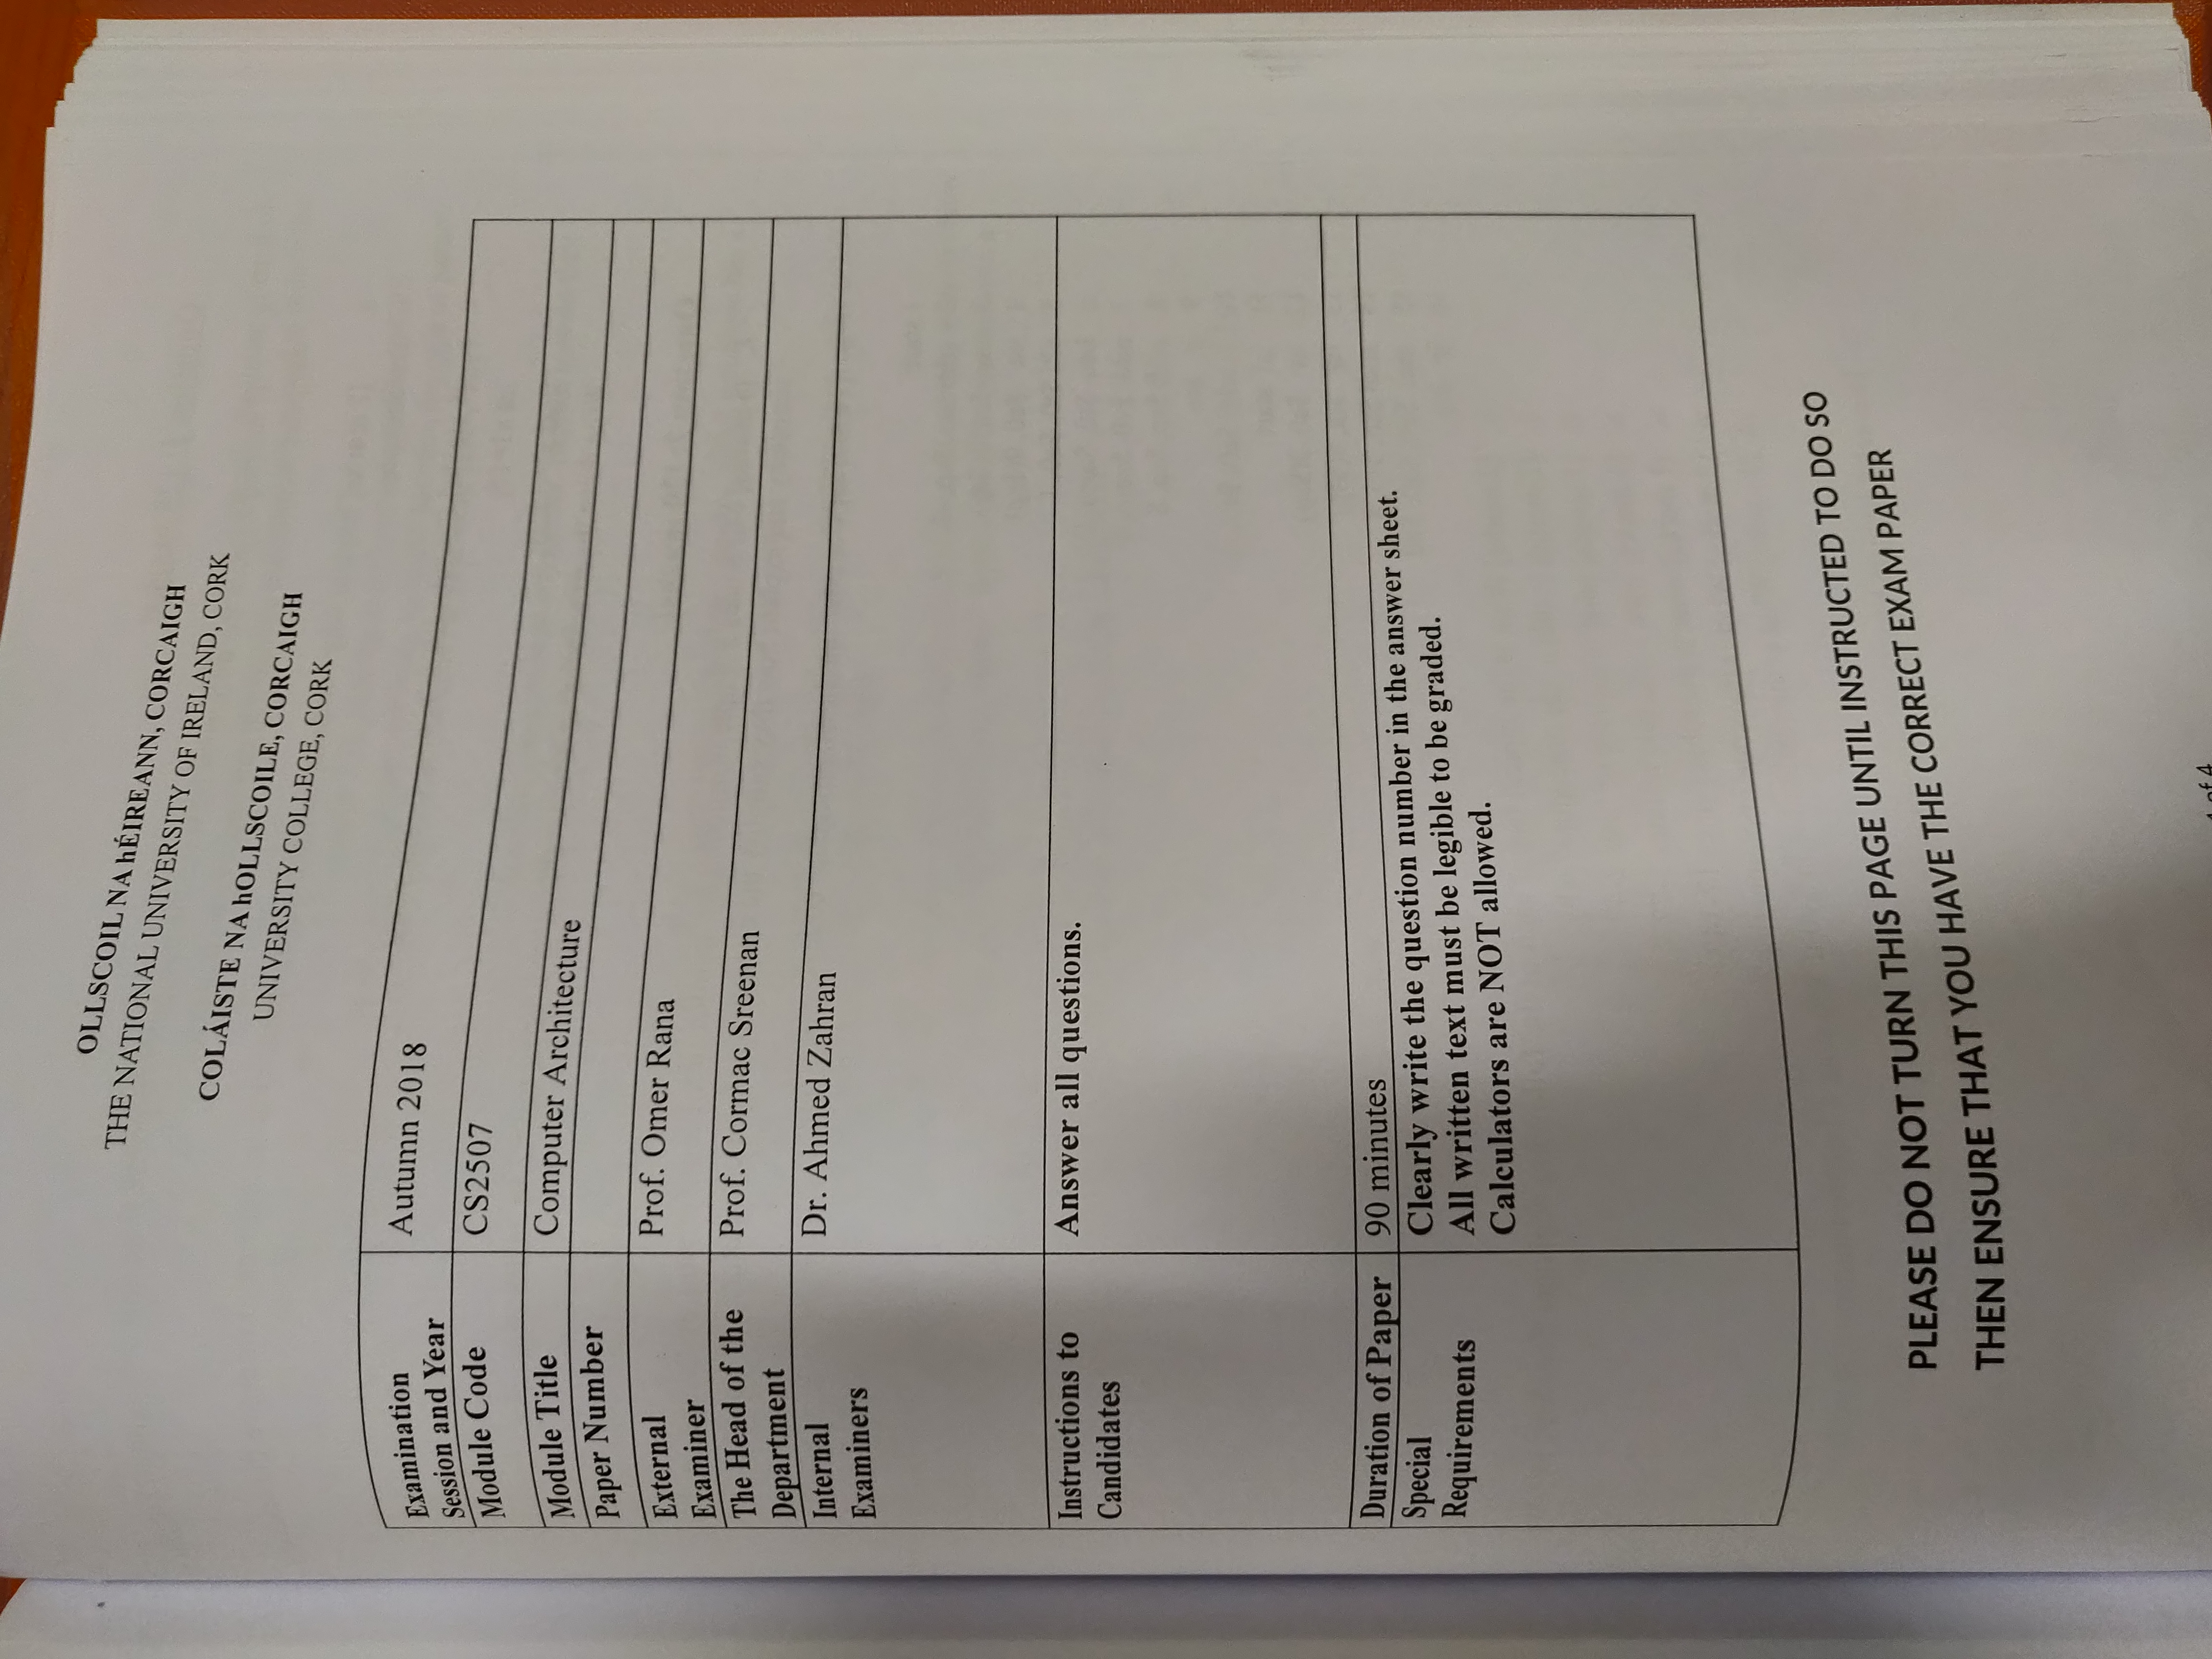 OLLSCOIL NA hÉIREANN, CORCAIGH
THE NATIONAL UNIVERSITY OF IRELAND, CORK
COLÁISTE NA hOLLSCOILE, CORCAIGH
UNIVERSITY COLLEGE, CORK
Examination
Session and Year
Autumn 2018
Module Code
CS2507
Module Title
Computer Architecture
Paper Number
External
Examiner
Prof. Omer Rana
The Head of the
Department
Prof. Cormac Sreenan
Internal
Examiners
Dr. Ahmed Zahran
Instructions to
Candidates
Answer all questions.
Duration of Paper
90 minutes
Special
Requirements
Clearly write the question number in the answer sheet.
All written text must be legible to be graded.
Calculators are NOT allowed.
PLEASE DO NOT TURN THIS PAGE UNTIL INSTRUCTED TO DO SO
THEN ENSURE THAT YOU HAVE THE CORRECT EXAM PAPER
of 4